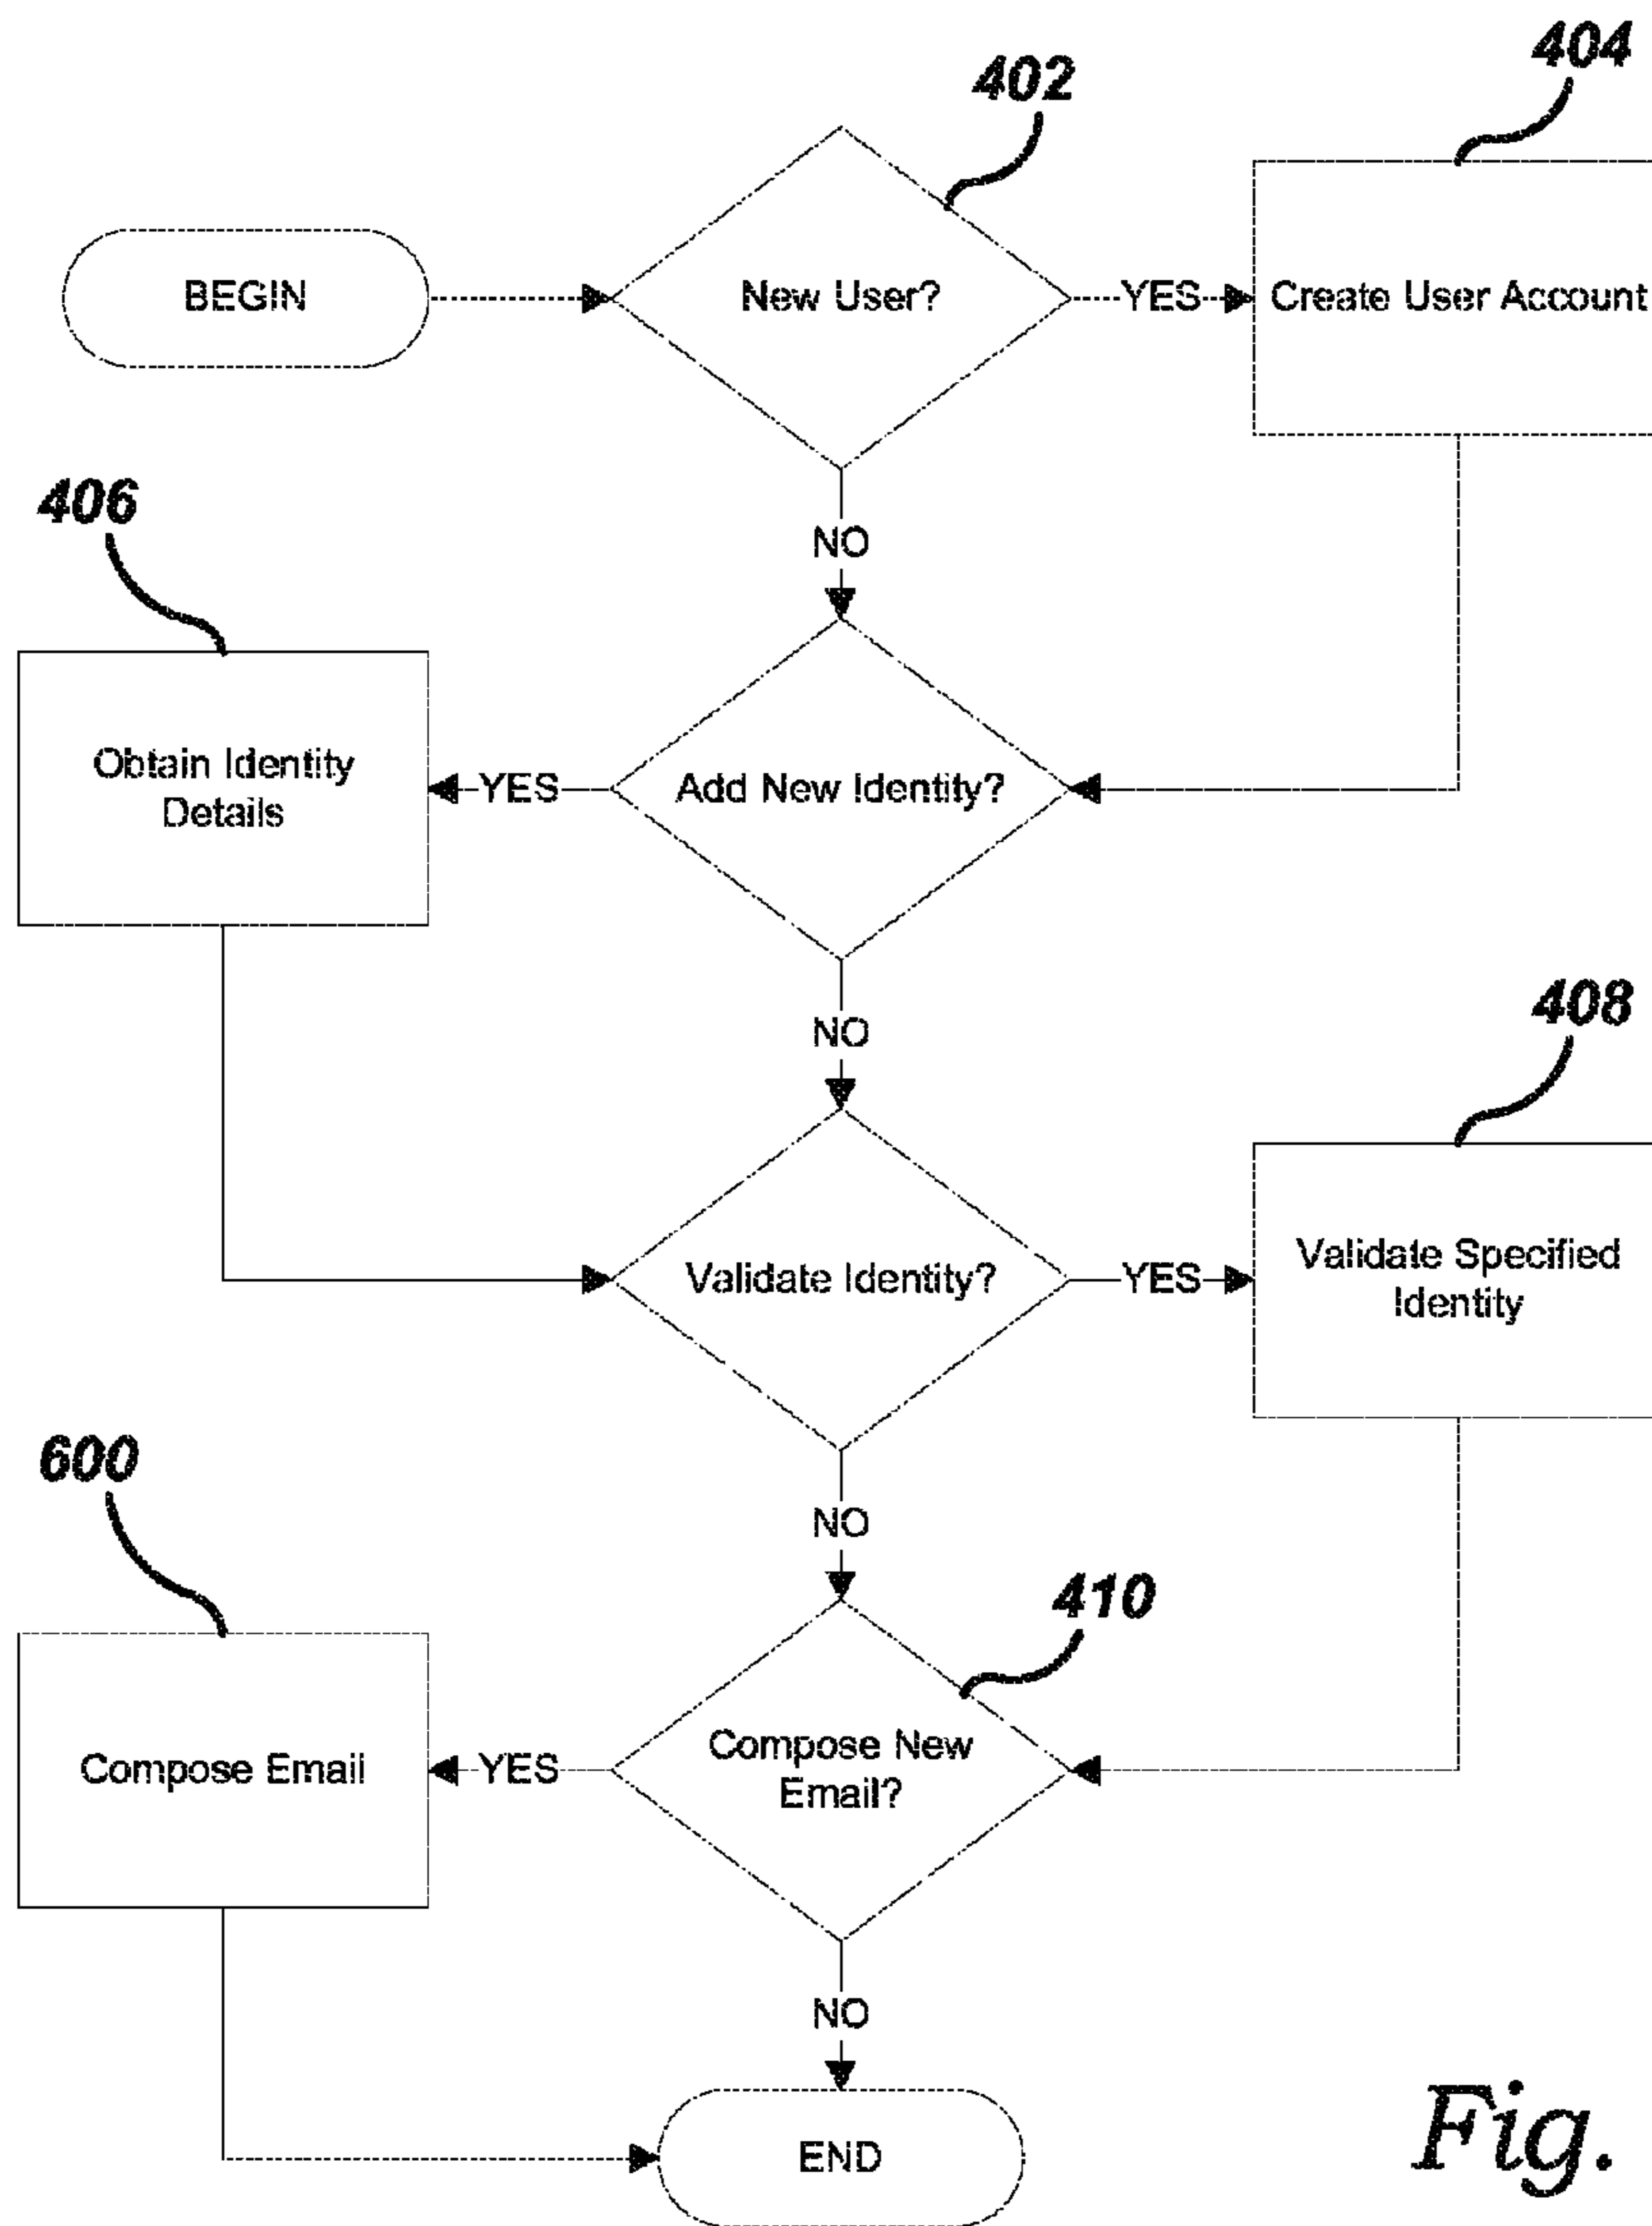 402
404
BEGIN
New User?
YES
Create User Account
406
NO
Obtain Identity
Details
YES
Add New Identity?
NO
408
Validate Identity?
YES
Validate Specified
Identity
600
NO
410
Compose Email
YES
Compose New
Email?
NO
END
Fig.